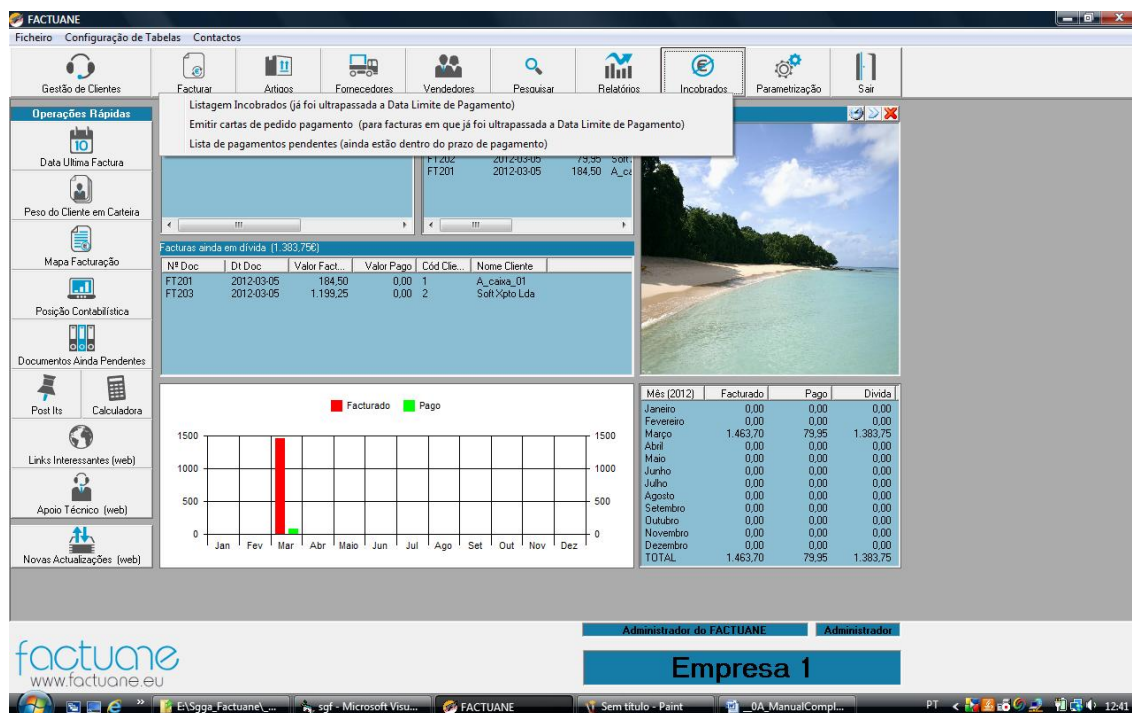 FACTUANE
Ficheiro Configuração de Tabelas Contactos
Gestão de Clientes Facturar Artigos Fornecedores Vendedores Pesquisar Relatórios Incobrados Parametrização Sair
Operações Rápidas
Listagem Incobrados (já foi ultrapassada a Data Limite de Pagamento)
Emitir cartas de pedido pagamento (para facturas em que já foi ultrapassada a Data Limite de Pagamento)
Lista de pagamentos pendentes (ainda estão dentro do prazo de pagamento)
10
Data Ultima Factura
Peso do Cliente em Carteira
Mapa Facturação
Posição Contabilística
Documentos Ainda Pendentes
Post Its Calculadora
Links Interessantes (web)
Apoio Técnico (web)
Novas Actualizações (web)
FT202 2012-03-05 79,95 Soft
FT201 2012-03-05 184,50 A_ca
Facturas ainda em dívida (1.383,75€)
Nº Doc Dt Doc Valor Fact... Valor Pago Cód Clie... Nome Cliente
FT201 2012-03-05 184,50 0,00 1 A_caixa_01
FT203 2012-03-05 1.199,25 0,00 2 Soft Xpto Lda
Facturado Pago
1500 1500
1000 1000
500 500
0 0
Jan Fev Mar Abr Maio Jun Jul Ago Set Out Nov Dez
Mês (2012) Facturado Pago Divida
Janeiro 0,00 0,00 0,00
Fevereiro 0,00 0,00 0,00
Março 1.463,70 79,95 1.383,75
Abril 0,00 0,00 0,00
Maio 0,00 0,00 0,00
Junho 0,00 0,00 0,00
Julho 0,00 0,00 0,00
Agosto 0,00 0,00 0,00
Setembro 0,00 0,00 0,00
Outubro 0,00 0,00 0,00
Novembro 0,00 0,00 0,00
Dezembro 0,00 0,00 0,00
TOTAL 1.463,70 79,95 1.383,75
Administrador do FACTUANE Administrador
Empresa 1
factuane
www.factuane.eu
E:\Sgga_Factuane\_... sgf - Microsoft Visu... FACTUANE Sem título - Paint _0A_ManualCompl... PT 12:41